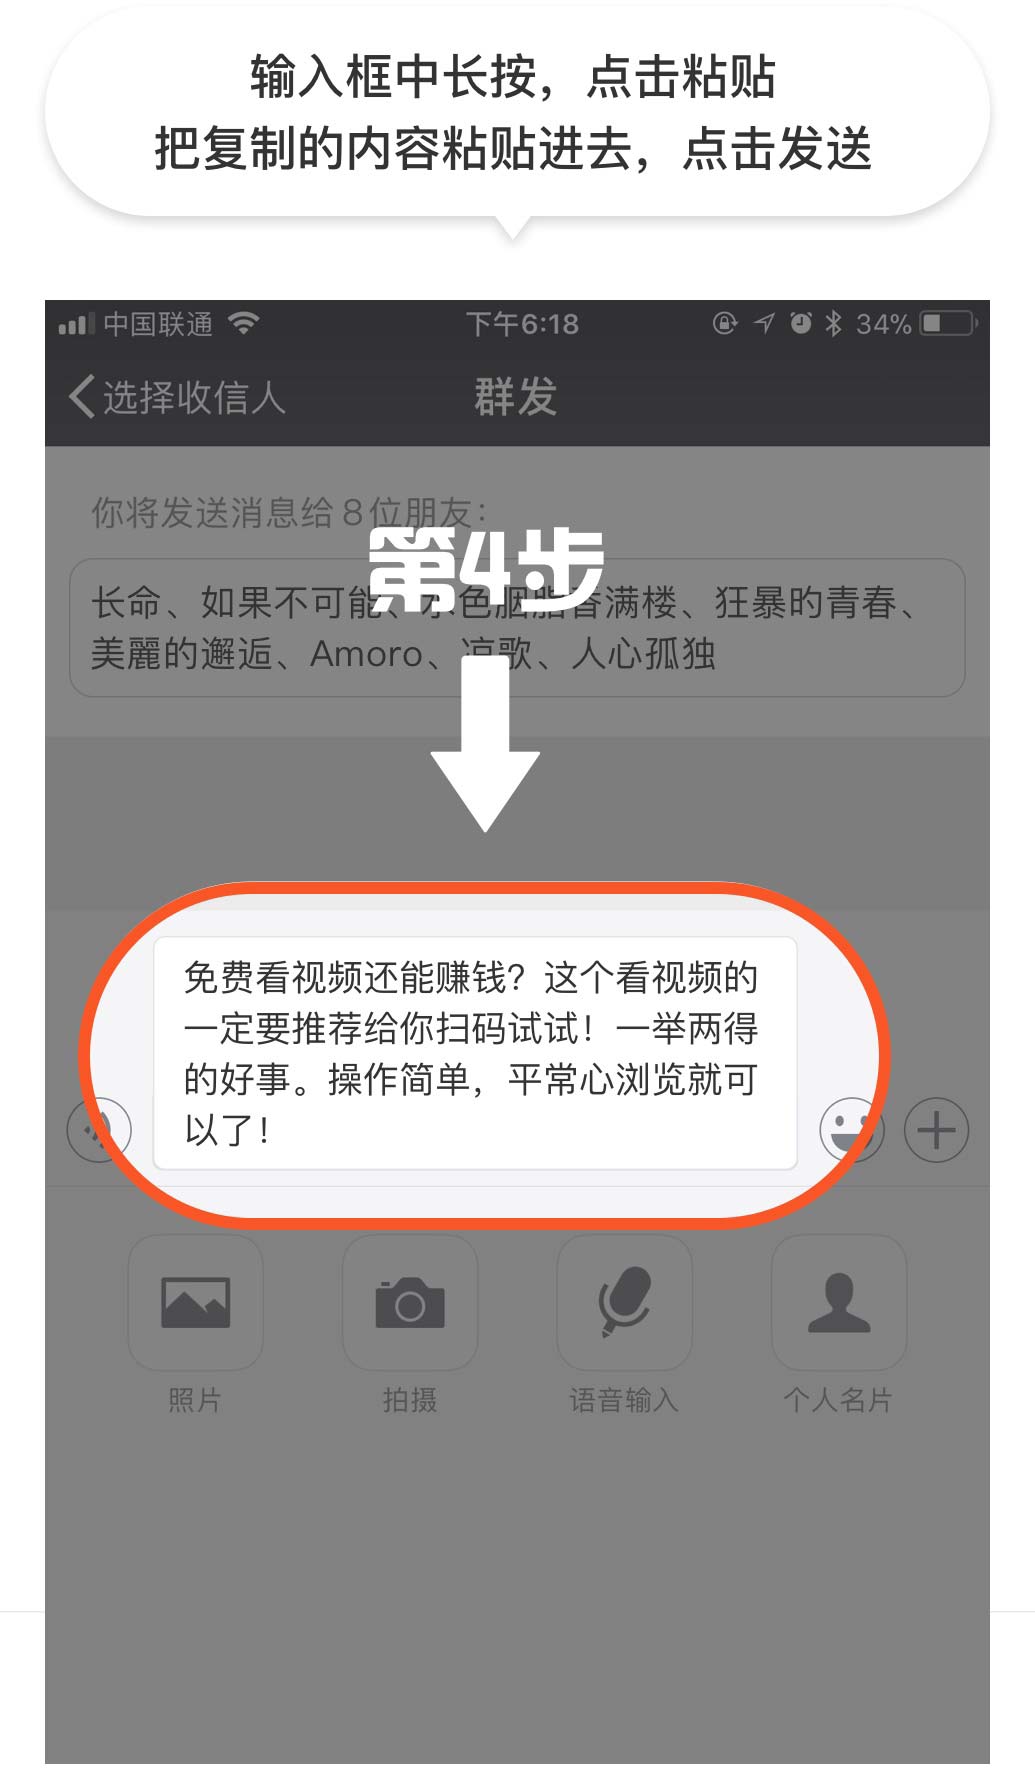 输入框中长按，点击粘贴
把复制的内容粘贴进去，点击发送
中国联通
下午6:18
34%
选择收信人
群发
你将发送消息给8位朋友：
第4步
长命、如果不可能、水色胭脂香满楼、狂暴旳青春、
美麗的邂逅、Amoro、凉歌、人心孤独
免费看视频还能赚钱？这个看视频的
一定要推荐给你扫码试试！一举两得
的好事。操作简单，平常心浏览就可
以了！
照片
拍摄
语音输入
个人名片